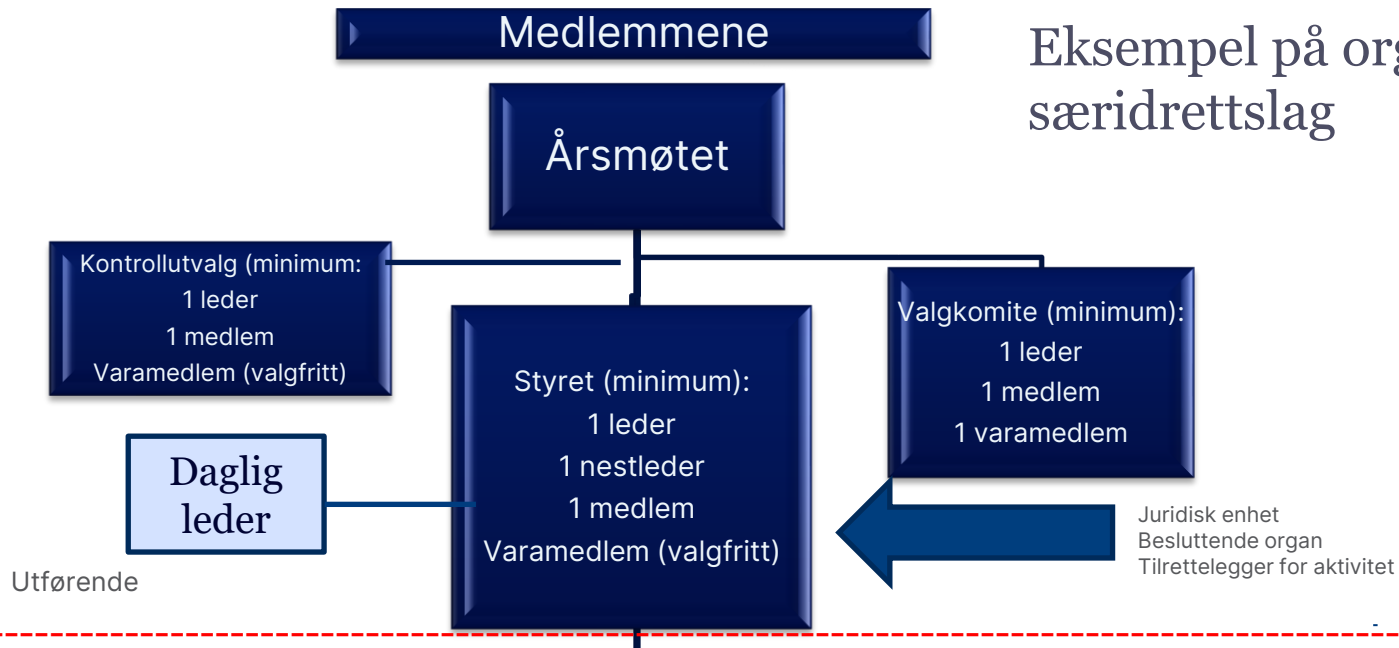 Medlemmene
Eksempel på org
særidrettslag
Årsmøtet
Kontrollutvalg (minimum:
1 leder
1 medlem
Varamedlem (valgfritt)
Valgkomite (minimum):
1 leder
1 medlem
1 varamedlem
Styret (minimum):
1 leder
1 nestleder
1 medlem
Varamedlem (valgfritt)
Daglig
leder
Juridisk enhet
Besluttende organ
Tilrettelegger for aktivitet
Utførende